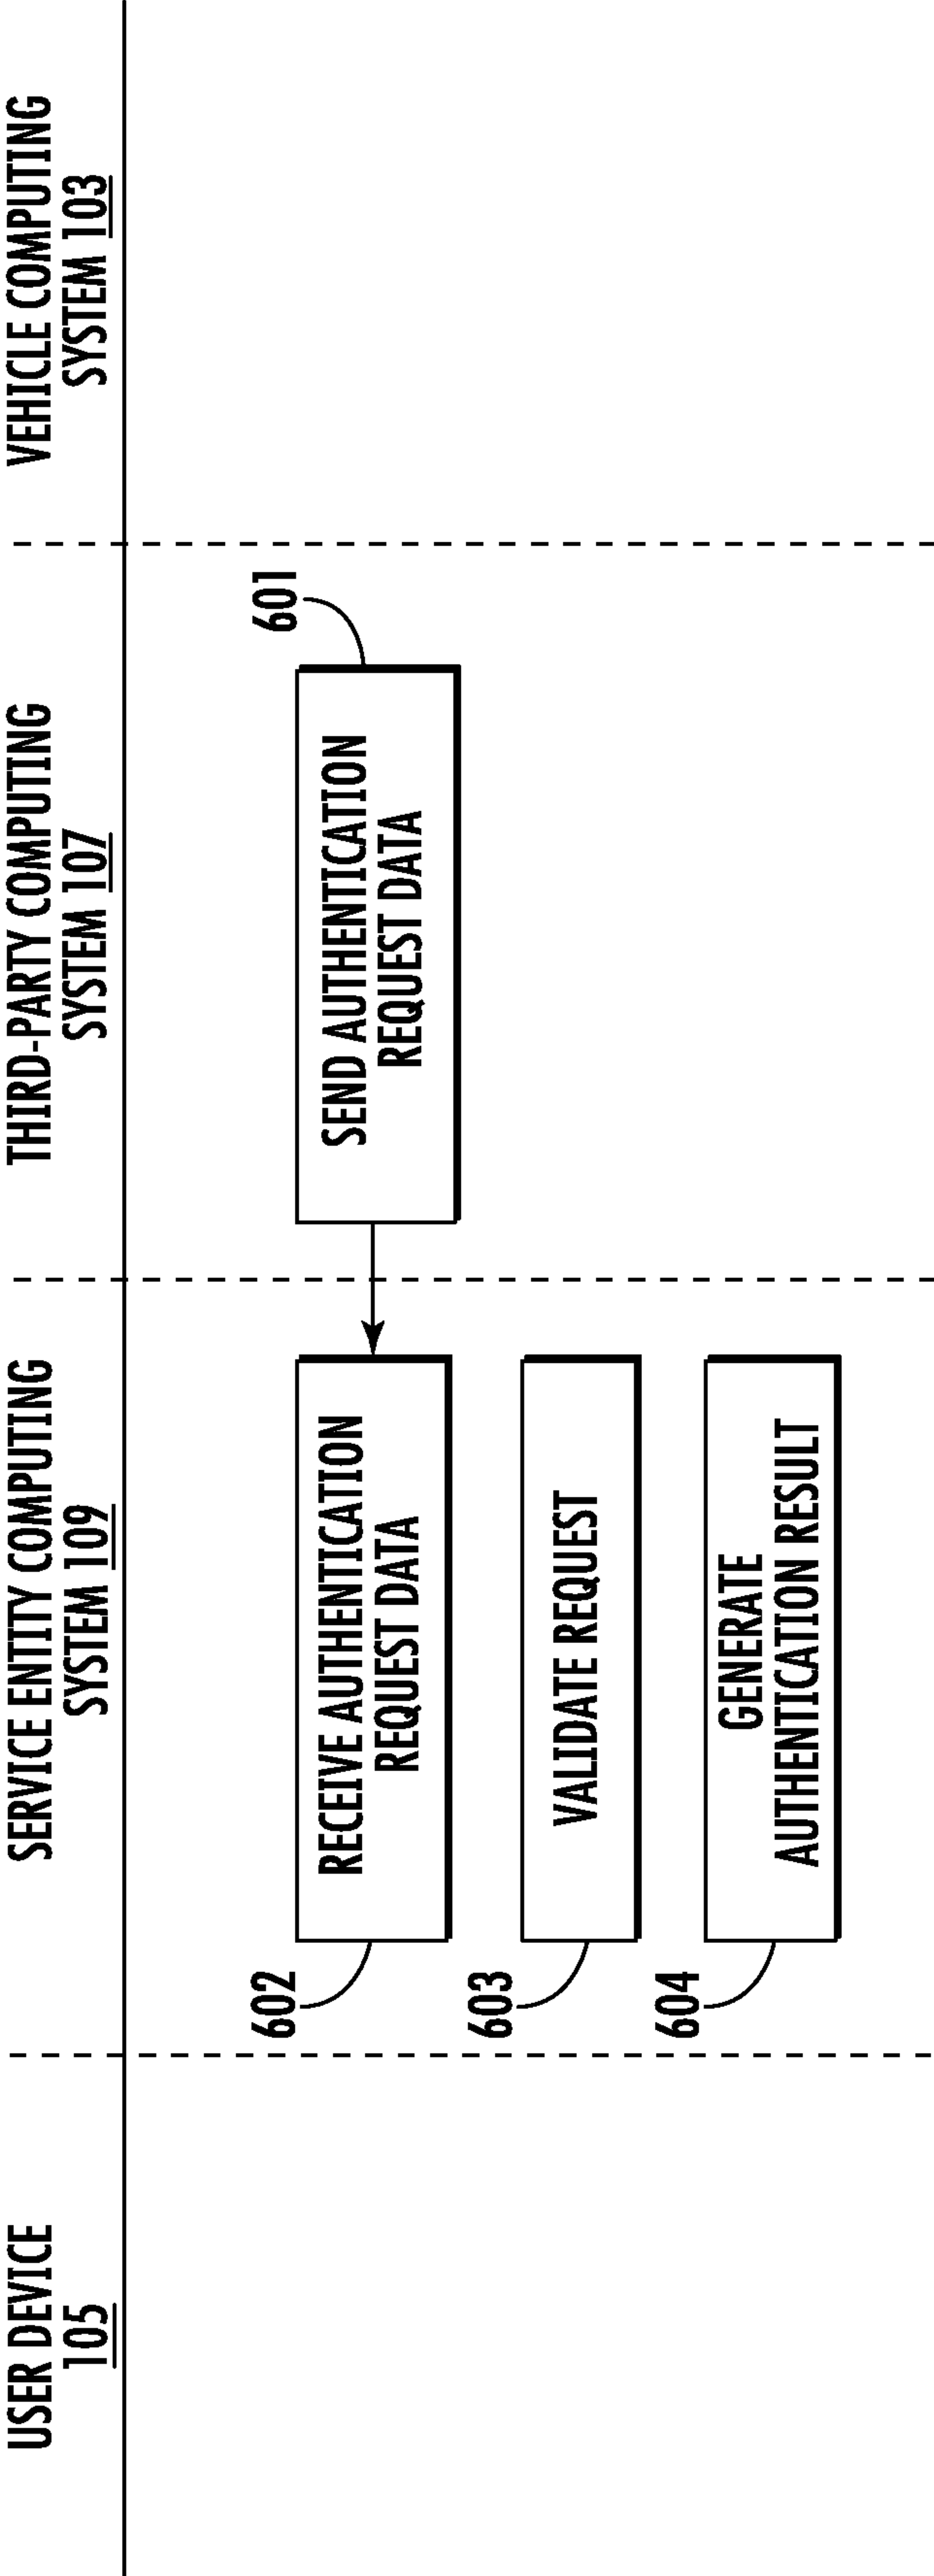 USER DEVICE
105
SERVICE ENTITY COMPUTING
SYSTEM 109
THIRD-PARTY COMPUTING
SYSTEM 107
VEHICLE COMPUTING
SYSTEM 103
601
SEND AUTHENTICATION
REQUEST DATA
602
RECEIVE AUTHENTICATION
REQUEST DATA
603
VALIDATE REQUEST
604
GENERATE
AUTHENTICATION RESULT